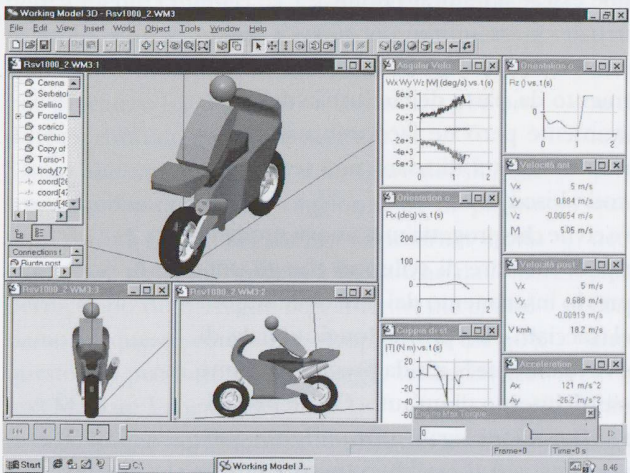 Working Model 3D - Rsv1000_2.WM3
File Edit View Insert World Object Tools Window Help
Rsv1000_2.WM3:1
Carena
Serbatoi
Sellino
Forcello
scarico
Cerchio
Copy of
Torso-1
body[77
coord[26
coord[47
coord[48
Connections t
Ruota post
Rsv1000_2.WM3:3
Rsv1000_2.WM3:2
Angular Velo
Wx Wy Wz |W| (deg/s) vs. t (s)
6e+3
4e+3
2e+3
0e+0
-2e+3
-4e+3
-6e+3
0 1 2
Orientation o
Rx (deg) vs. t (s)
200
100
0
0 1 2
Coppia di st
|T| (N m) vs. t (s)
20
0
-20
-40
-60
Orientation o
Rz () vs. t (s)
0
0 1 2
Velocità ant
Vx 5 m/s
Vy 0.684 m/s
Vz -0.00654 m/s
|V| 5.05 m/s
Velocità post
Vx 5 m/s
Vy 0.688 m/s
Vz -0.00919 m/s
V kmh 18.2 m/s
Acceleration
Ax 121 m/s^2
Ay -26.2 m/s^2
Engine Max Torque
0
Frame=0 Time=0 s
Start C:\ Working Model 3... 8.46